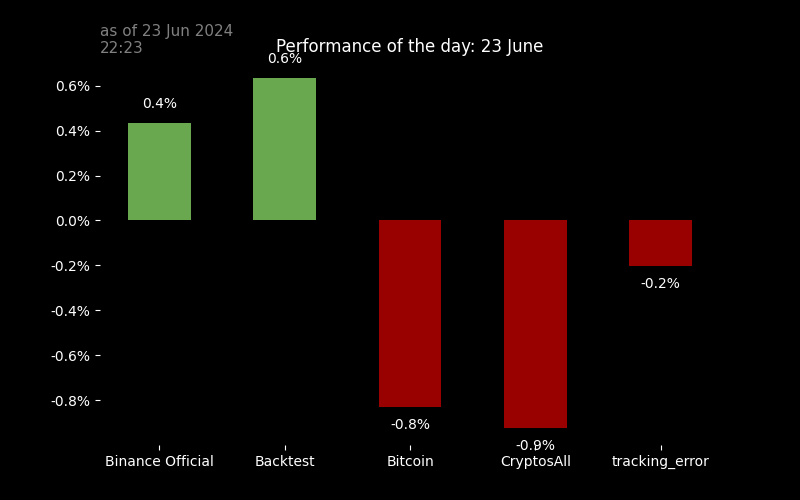 as of 23 Jun 2024
22:23
Performance of the day: 23 June
0.6%
0.4%
0.2%
0.0%
-0.2%
-0.4%
-0.6%
-0.8%
0.4%
0.6%
-0.8%
-0.9%
-0.2%
Binance Official
Backtest
Bitcoin
CryptosAll
tracking_error